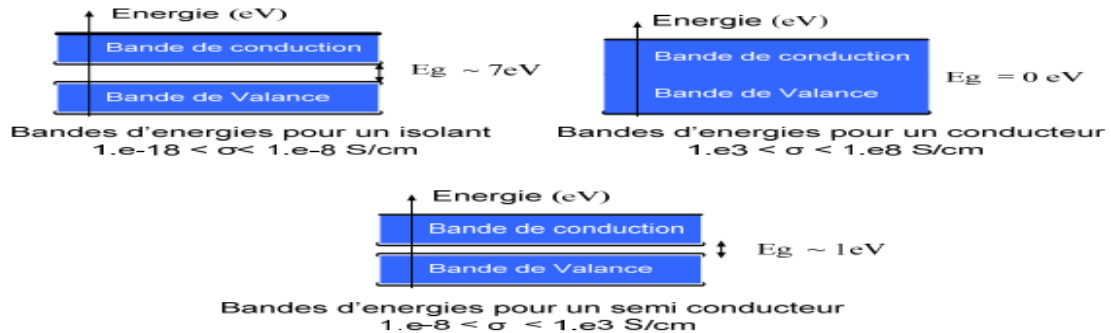 Energie (eV)
Bande de conduction
Eg ~ 7eV
Bande de Valance
Bandes d'energies pour un isolant
1.e-18 < σ< 1.e-8 S/cm
Energie (eV)
Bande de conduction
Eg = 0 eV
Bande de Valance
Bandes d'energies pour un conducteur
1.e3 < σ < 1.e8 S/cm
Energie (eV)
Bande de conduction
Eg ~ 1eV
Bande de Valance
Bandes d'energies pour un semi conducteur
1.e-8 < σ < 1.e3 S/cm